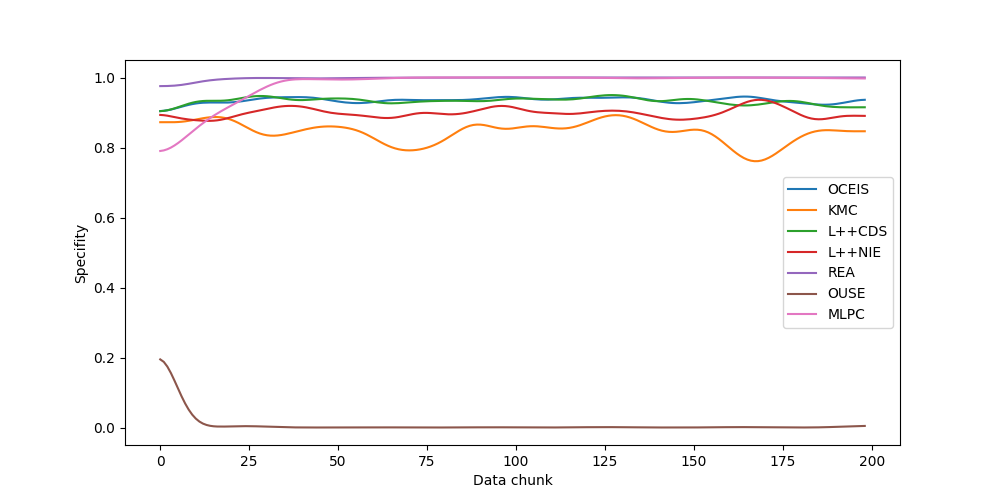 1.0
0.8
0.6
0.4
0.2
0.0
Specifity
0 25 50 75 100 125 150 175 200
Data chunk
OCEIS
KMC
L++CDS
L++NIE
REA
OUSE
MLPC